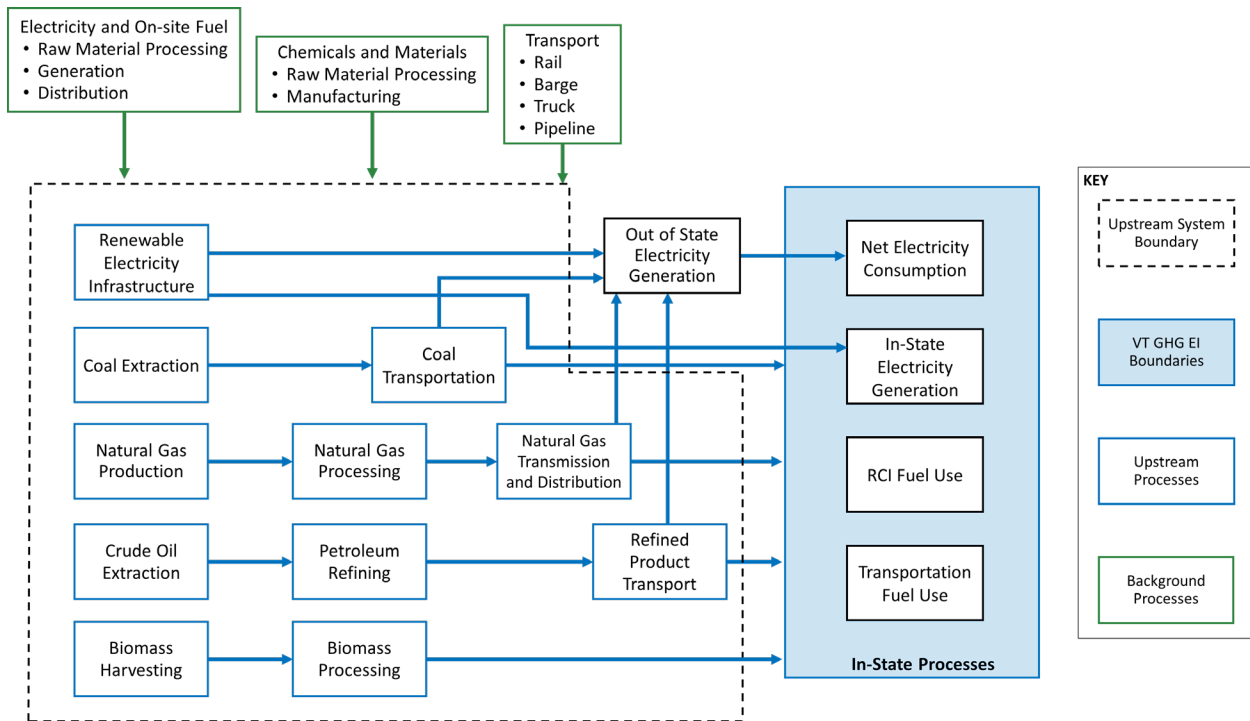 Electricity and On-site Fuel
• Raw Material Processing
• Generation
• Distribution
Chemicals and Materials
• Raw Material Processing
• Manufacturing
Transport
• Rail
• Barge
• Truck
• Pipeline
Renewable
Electricity
Infrastructure
Out of State
Electricity
Generation
Net Electricity
Consumption
Coal Extraction
Coal
Transportation
In-State
Electricity
Generation
Natural Gas
Production
Natural Gas
Processing
Natural Gas
Transmission
and Distribution
RCI Fuel Use
Crude Oil
Extraction
Petroleum
Refining
Refined
Product
Transport
Transportation
Fuel Use
Biomass
Harvesting
Biomass
Processing
In-State Processes
KEY
Upstream System
Boundary
VT GHG EI
Boundaries
Upstream
Processes
Background
Processes